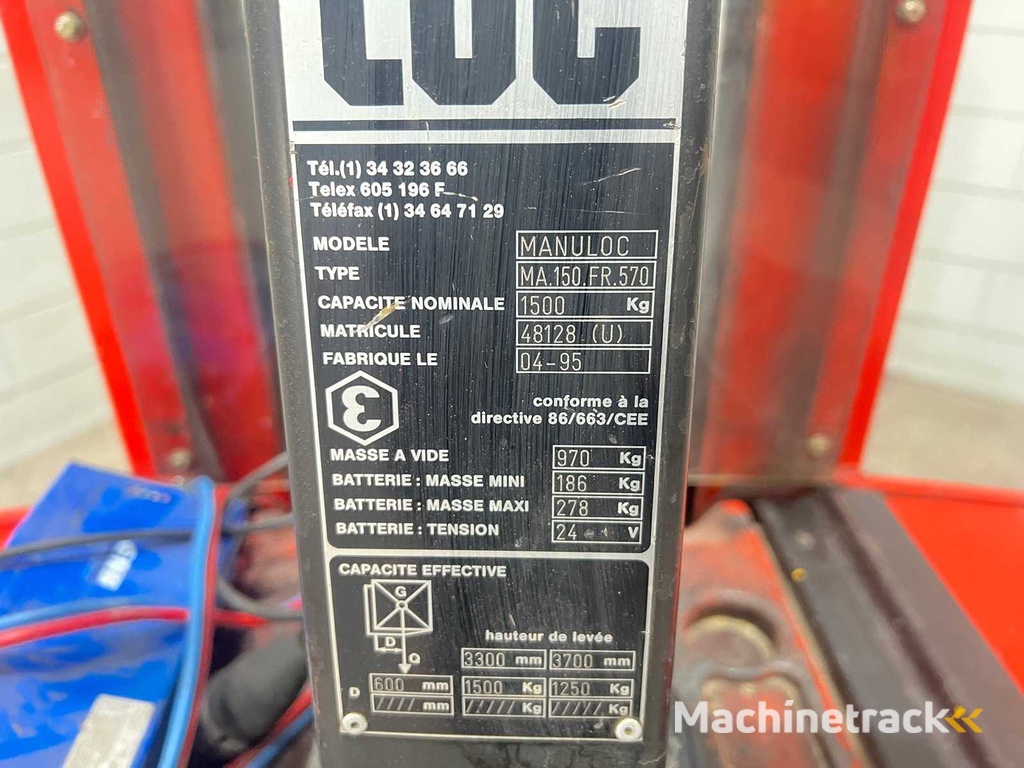 LOC
Tél.(1) 34 32 36 66
Telex 605 196 F
Téléfax (1) 34 64 71 29
MODELE MANULOC
TYPE MA.150.FR.570
CAPACITE NOMINALE 1500 Kg
MATRICULE 48128 (U)
FABRIQUE LE 04-95
conforme à la
directive 86/663/CEE
MASSE A VIDE 970 Kg
BATTERIE : MASSE MINI 186 Kg
BATTERIE : MASSE MAXI 278 Kg
BATTERIE : TENSION 24 V
CAPACITE EFFECTIVE
G
D
Q
hauteur de levée
3300 mm 3700 mm
D 600 mm 1500 Kg 1250 Kg
//// mm ///// Kg ///// Kg
Machinetrack